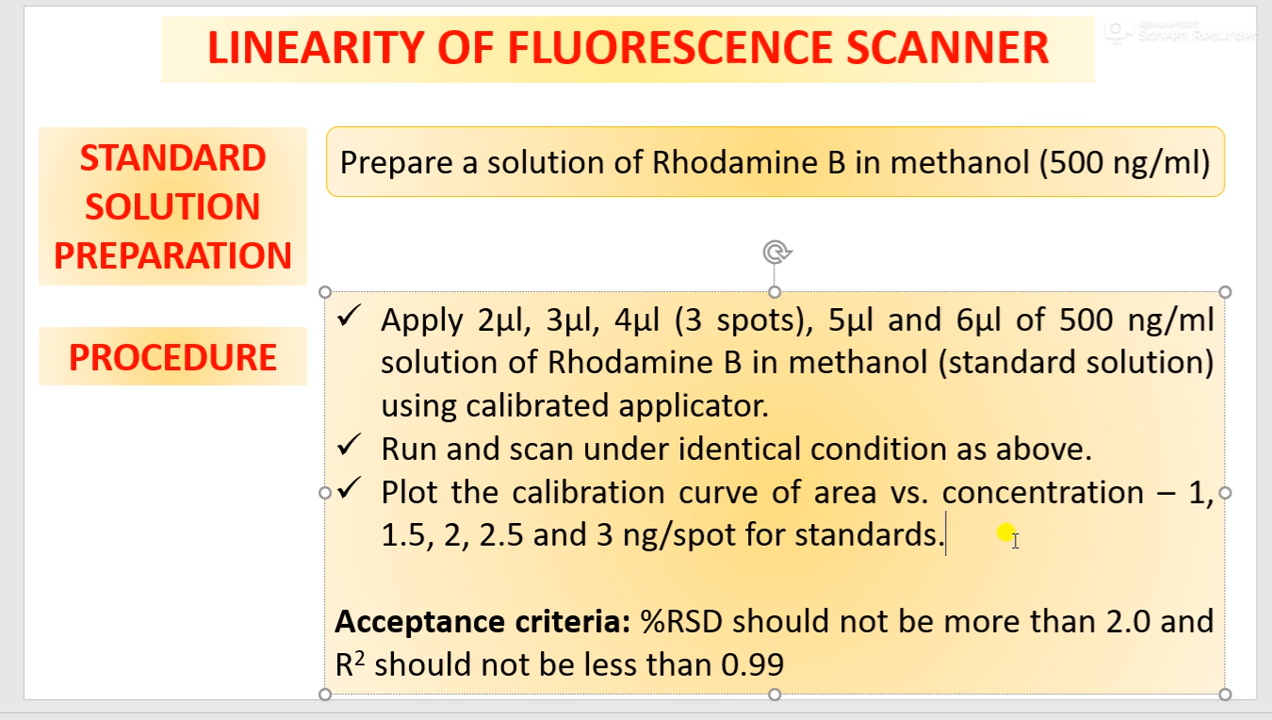 LINEARITY OF FLUORESCENCE SCANNER
Apowersoft
Screen Recorder
STANDARD
SOLUTION
PREPARATION
Prepare a solution of Rhodamine B in methanol (500 ng/ml)
PROCEDURE
✓ Apply 2µl, 3µl, 4µl (3 spots), 5µl and 6µl of 500 ng/ml
solution of Rhodamine B in methanol (standard solution)
using calibrated applicator.
✓ Run and scan under identical condition as above.
✓ Plot the calibration curve of area vs. concentration – 1,
1.5, 2, 2.5 and 3 ng/spot for standards.
Acceptance criteria: %RSD should not be more than 2.0 and
R² should not be less than 0.99